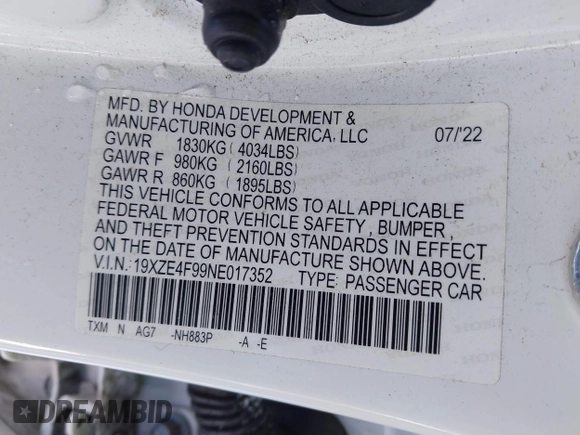 MFD. BY HONDA DEVELOPMENT &
MANUFACTURING OF AMERICA, LLC 07/'22
GVWR 1830KG (4034LBS)
GAWR F 980KG (2160LBS)
GAWR R 860KG (1895LBS)
THIS VEHICLE CONFORMS TO ALL APPLICABLE
FEDERAL MOTOR VEHICLE SAFETY, BUMPER,
AND THEFT PREVENTION STANDARDS IN EFFECT
ON THE DATE OF MANUFACTURE SHOWN ABOVE.
V.I.N.: 19XZE4F99NE017352 TYPE: PASSENGER CAR
TXM N AG7 -NH883P -A -E
DREAMBID